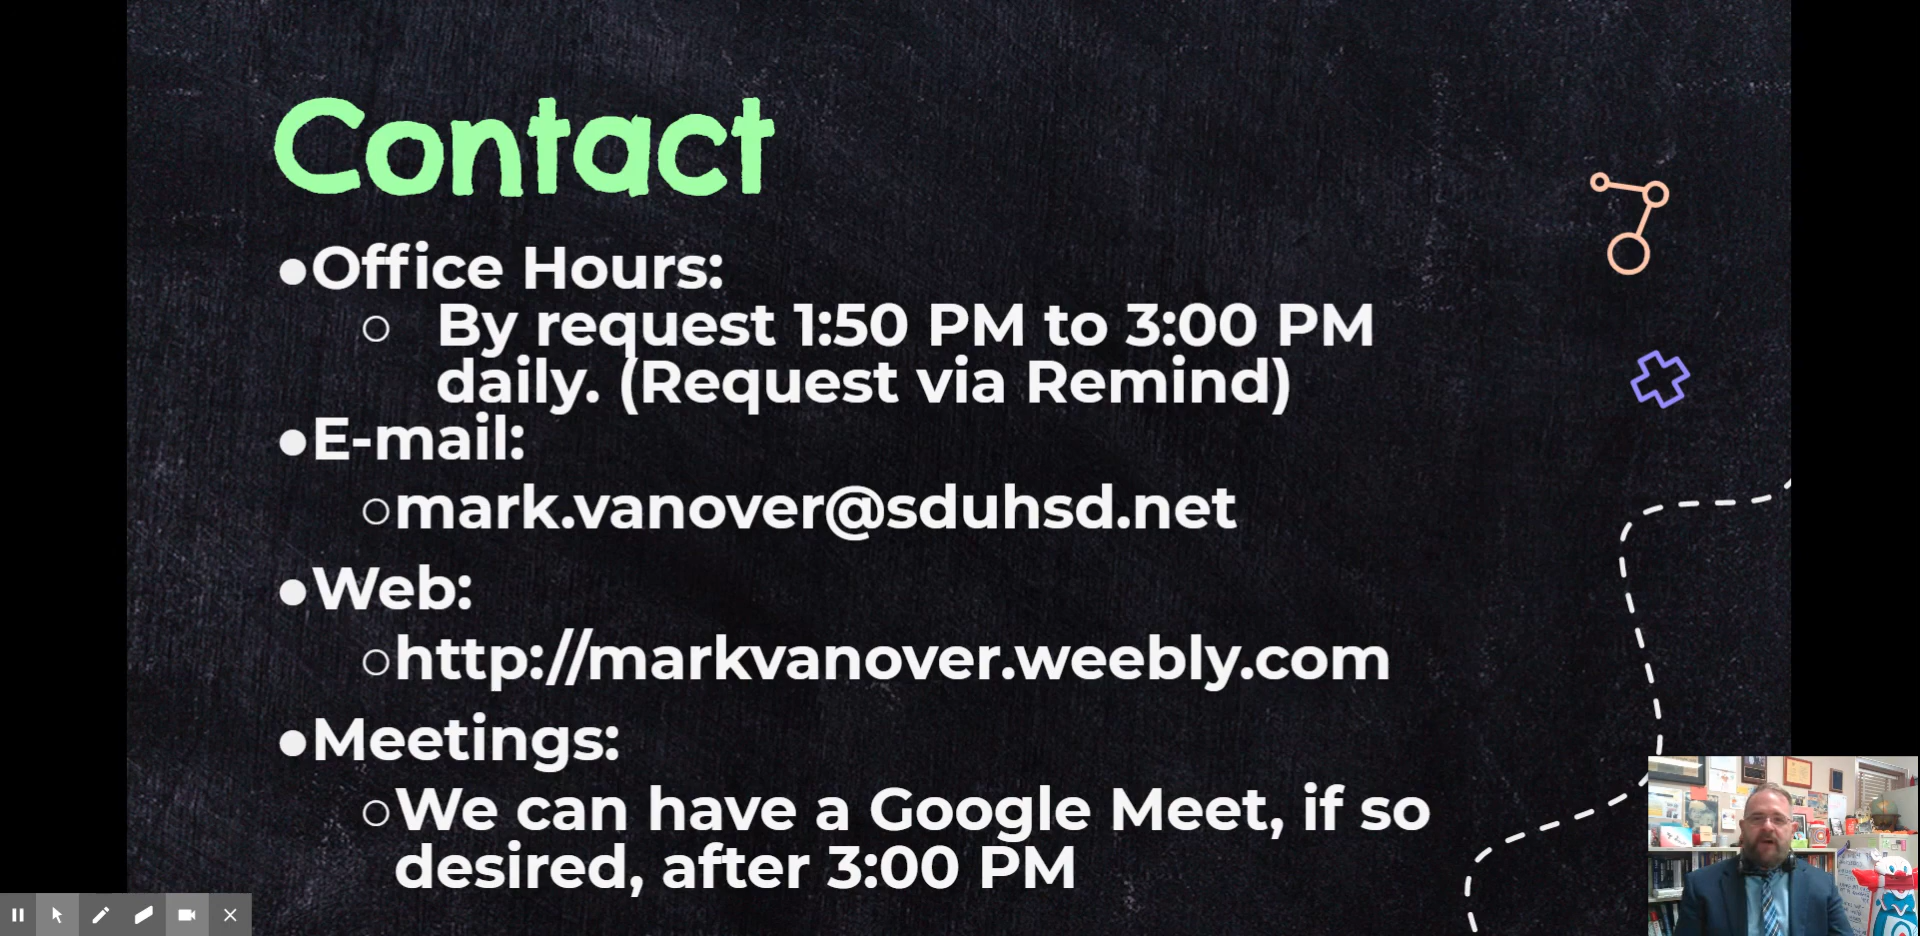 Contact
●Office Hours:
○ By request 1:50 PM to 3:00 PM
daily. (Request via Remind)
●E-mail:
○mark.vanover@sduhsd.net
●Web:
○http://markvanover.weebly.com
●Meetings:
○We can have a Google Meet, if so
desired, after 3:00 PM